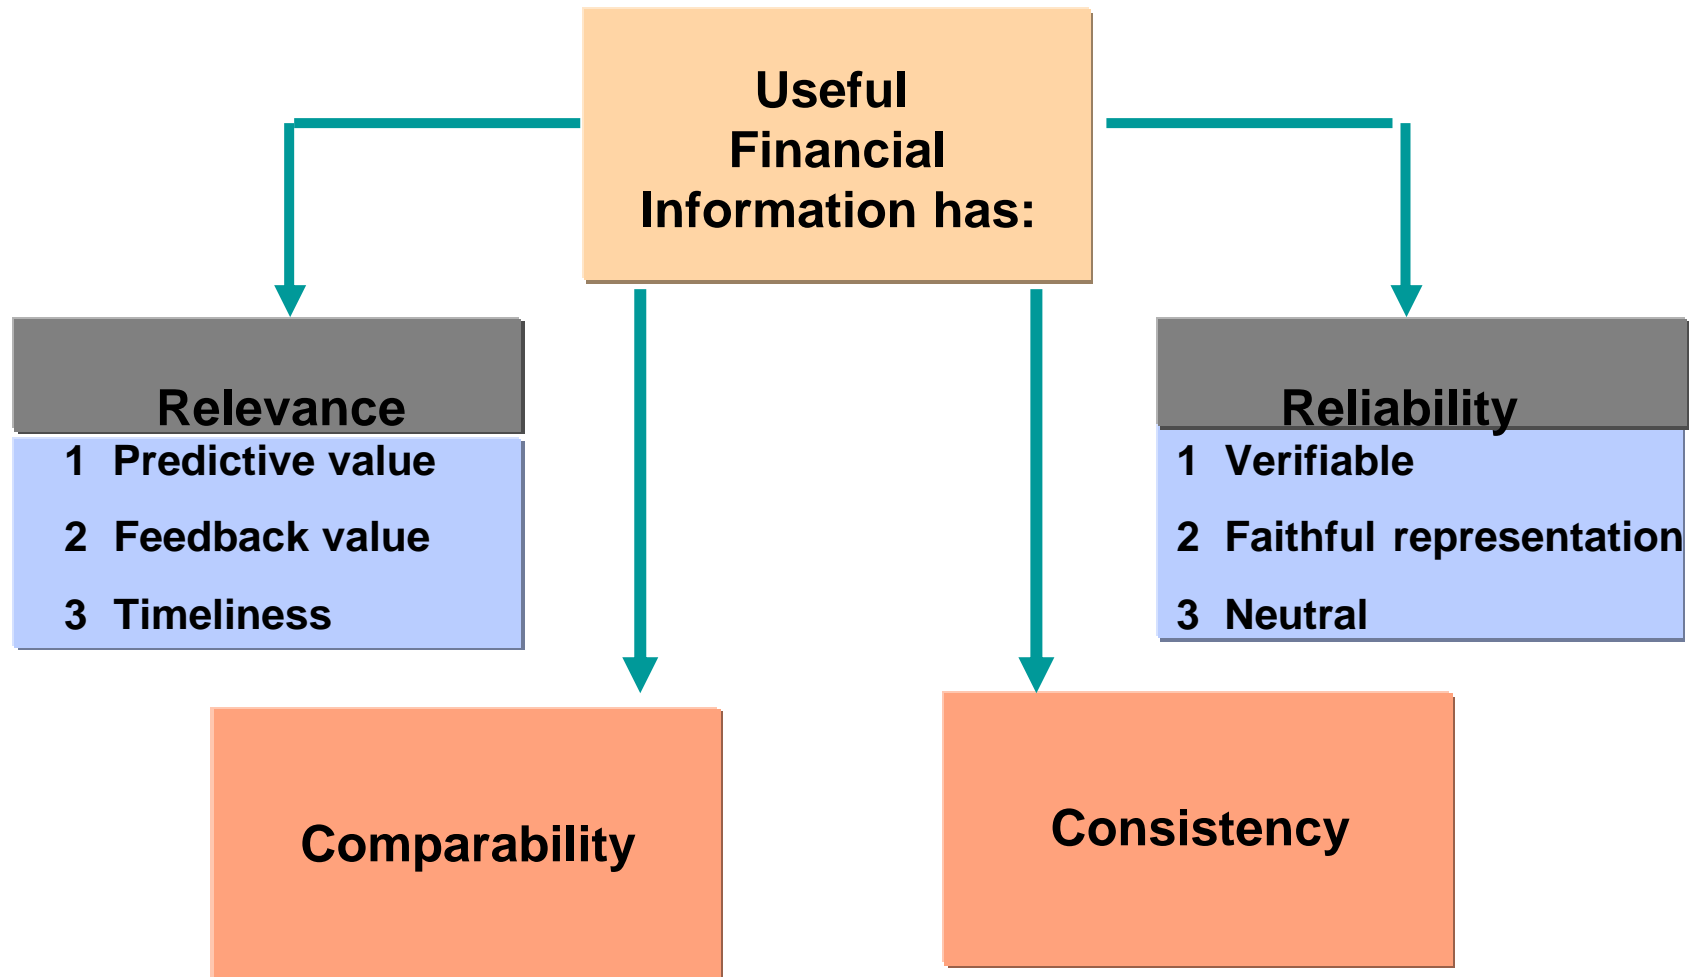 Useful
Financial
Information has:
Relevance
1 Predictive value
2 Feedback value
3 Timeliness
Reliability
1 Verifiable
2 Faithful representation
3 Neutral
Comparability
Consistency